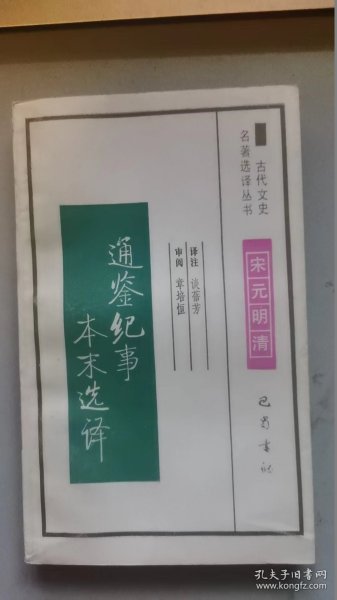 古代文史
名著选译丛书
宋元明清
巴蜀书社
译注 谈蓓芳
审阅 章培恒
通鉴纪事
本末选译
孔夫子旧书网
www.kongfz.com